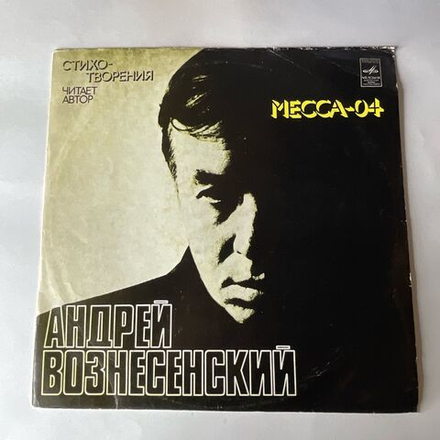 СТИХО-
ТВОРЕНИЯ
ЧИТАЕТ
АВТОР
МЕССА-04
АНДРЕЙ
ВОЗНЕСЕНСКИЙ